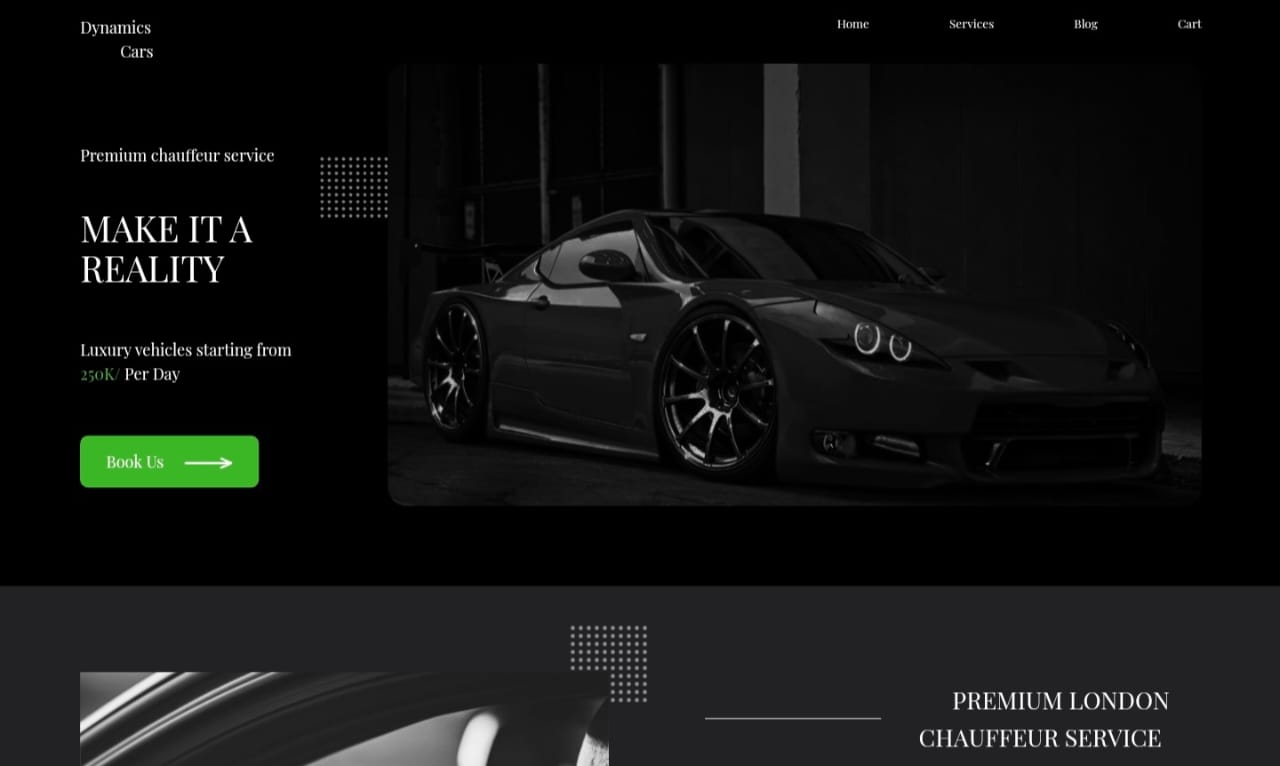 Dynamics
Cars
Home
Services
Blog
Cart
Premium chauffeur service
MAKE IT A
REALITY
Luxury vehicles starting from
250K/ Per Day
Book Us
PREMIUM LONDON
CHAUFFEUR SERVICE